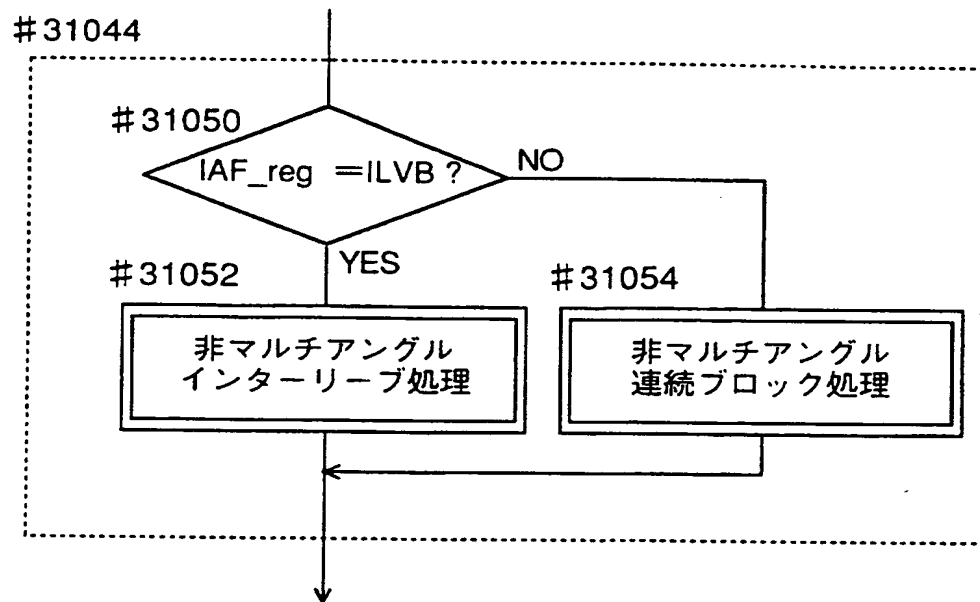 #31044
#31050
IAF_reg =ILVB ?
NO
YES
#31052
#31054
非マルチアングル
インターリーブ処理
非マルチアングル
連続ブロック処理